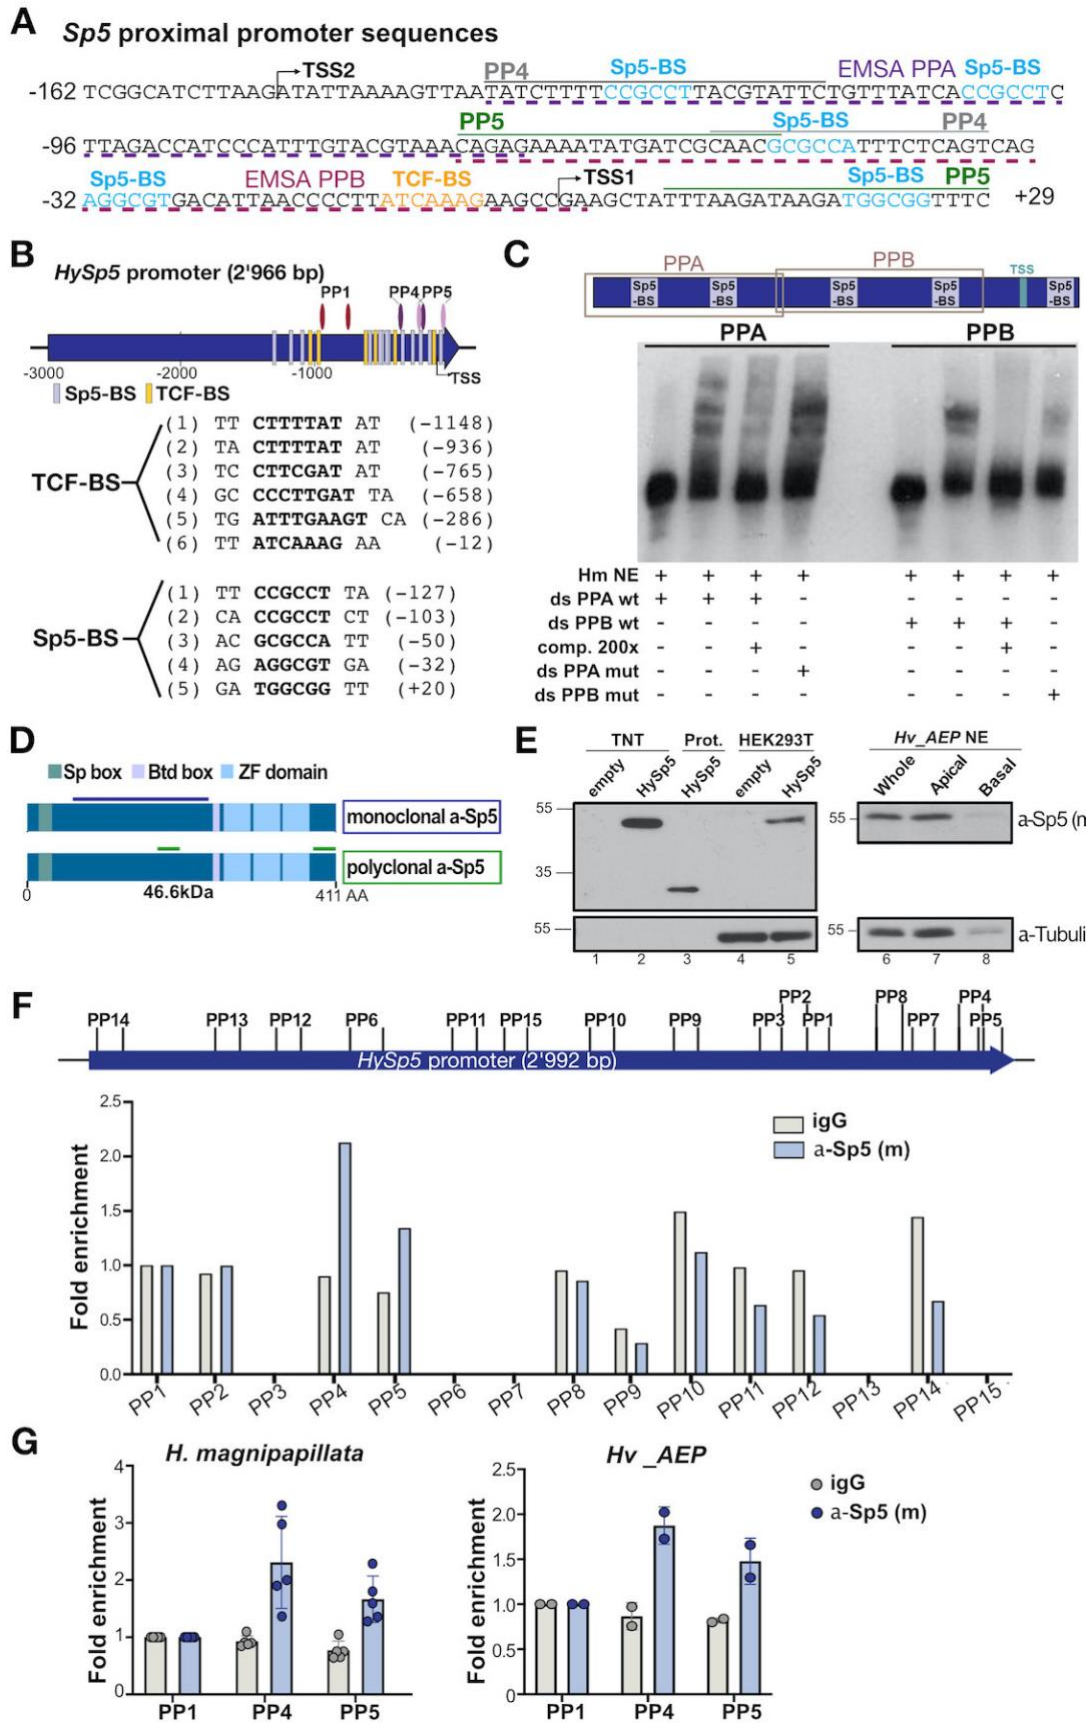 A Sp5 proximal promoter sequences
TSS2 PP4 Sp5-BS EMSA PPA Sp5-BS
-162 TCGGCATCTTAAGATATTAAAAGTTAATATCTTTTCCGCCTTACGTATTCTGTTTATCACCGCCTC
PP5 Sp5-BS PP4
-96 TTAGACCATCCCATTTGTACGTAAACAGAGAAAATATGATCGCAACGCGCCATTTCTCAGTCAG
Sp5-BS EMSA PPB TCF-BS TSS1 Sp5-BS PP5
-32 AGGCGTGACATTAACCCCTTATCAAAGAAGCCGAAGCTATTTAAGATAAGATGGCGGTTTC +29
B HySp5 promoter (2'966 bp)
PP1 PP4 PP5
-3000 -2000 -1000 TSS
Sp5-BS TCF-BS
TCF-BS
(1) TT CTTTTAT AT (-1148)
(2) TA CTTTTAT AT (-936)
(3) TC CTTCGAT AT (-765)
(4) GC CCCTTGAT TA (-658)
(5) TG ATTTGAAGT CA (-286)
(6) TT ATCAAAG AA (-12)
Sp5-BS
(1) TT CCGCCT TA (-127)
(2) CA CCGCCT CT (-103)
(3) AC GCGCCA TT (-50)
(4) AG AGGCGT GA (-32)
(5) GA TGGCGG TT (+20)
C
PPA PPB TSS
Sp5 -BS Sp5 -BS Sp5 -BS Sp5 -BS Sp5 -BS
PPA PPB
Hm NE + + + + + + + +
ds PPA wt + + + - - - - -
ds PPB wt - - - - + + + -
comp. 200x - - + - - - + -
ds PPA mut - - - + - - - -
ds PPB mut - - - - - - - +
D
Sp box Btd box ZF domain
monoclonal a-Sp5
polyclonal a-Sp5
0 46.6kDa 411 AA
E
TNT Prot. HEK293T Hv_AEP NE
empty HySp5 HySp5 empty HySp5 Whole Apical Basal
55
35
55
55 a-Sp5 (m
55 a-Tubuli
1 2 3 4 5 6 7 8
F
PP14 PP13 PP12 PP6 PP11 PP15 PP10 PP9 PP3 PP2 PP1 PP8 PP7 PP4 PP5
HySp5 promoter (2'992 bp)
Fold enrichment
2.5
2.0
1.5
1.0
0.5
0.0
igG
a-Sp5 (m)
PP1 PP2 PP3 PP4 PP5 PP6 PP7 PP8 PP9 PP10 PP11 PP12 PP13 PP14 PP15
G
H. magnipapillata
Fold enrichment
4
3
2
1
0
PP1 PP4 PP5
Hv _AEP
Fold enrichment
2.5
2.0
1.5
1.0
0.5
0
PP1 PP4 PP5
igG
a-Sp5 (m)